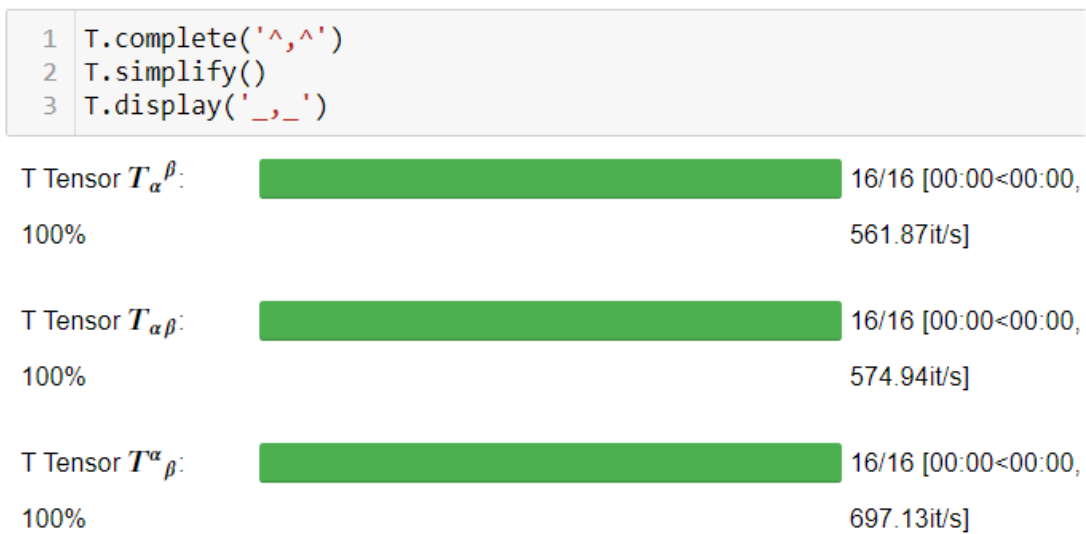 1 T.complete('^,^')
2 T.simplify()
3 T.display('_,_')
T Tensor T_α^β: 16/16 [00:00<00:00,
100% 561.87it/s]
T Tensor T_αβ: 16/16 [00:00<00:00,
100% 574.94it/s]
T Tensor T^α_β: 16/16 [00:00<00:00,
100% 697.13it/s]